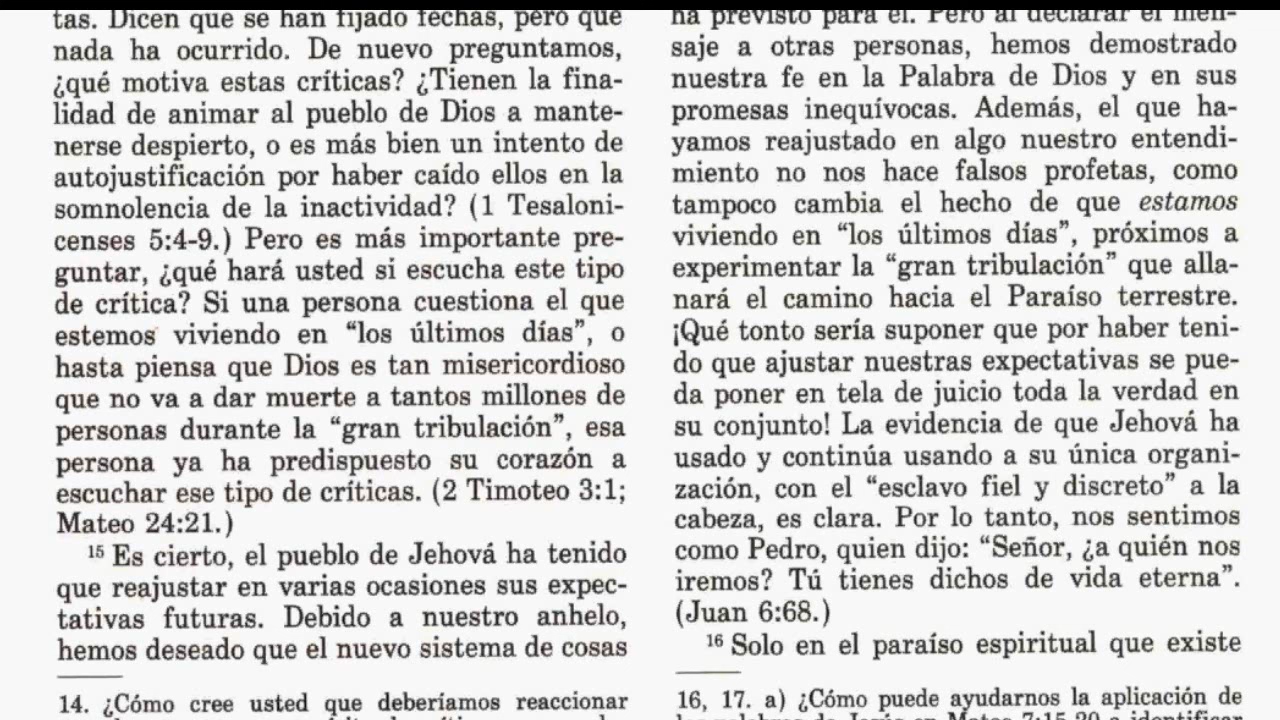 tas. Dicen que se han fijado fechas, pero que
nada ha ocurrido. De nuevo preguntamos,
¿qué motiva estas críticas? ¿Tienen la fina-
lidad de animar al pueblo de Dios a mante-
nerse despierto, o es más bien un intento de
autojustificación por haber caído ellos en la
somnolencia de la inactividad? (1 Tesaloni-
censes 5:4-9.) Pero es más importante pre-
guntar, ¿qué hará usted si escucha este tipo
de crítica? Si una persona cuestiona el que
estemos viviendo en “los últimos días”, o
hasta piensa que Dios es tan misericordioso
que no va a dar muerte a tantos millones de
personas durante la “gran tribulación”, esa
persona ya ha predispuesto su corazón a
escuchar ese tipo de críticas. (2 Timoteo 3:1;
Mateo 24:21.)
15 Es cierto, el pueblo de Jehová ha tenido
que reajustar en varias ocasiones sus expec-
tativas futuras. Debido a nuestro anhelo,
hemos deseado que el nuevo sistema de cosas
14. ¿Cómo cree usted que deberíamos reaccionar
ha previsto para él. Pero al declarar el men-
saje a otras personas, hemos demostrado
nuestra fe en la Palabra de Dios y en sus
promesas inequívocas. Además, el que ha-
yamos reajustado en algo nuestro entendi-
miento no nos hace falsos profetas, como
tampoco cambia el hecho de que estamos
viviendo en “los últimos días”, próximos a
experimentar la “gran tribulación” que alla-
nará el camino hacia el Paraíso terrestre.
¡Qué tonto sería suponer que por haber teni-
do que ajustar nuestras expectativas se pue-
da poner en tela de juicio toda la verdad en
su conjunto! La evidencia de que Jehová ha
usado y continúa usando a su única organi-
zación, con el “esclavo fiel y discreto” a la
cabeza, es clara. Por lo tanto, nos sentimos
como Pedro, quien dijo: “Señor, ¿a quién nos
iremos? Tú tienes dichos de vida eterna”.
(Juan 6:68.)
16 Solo en el paraíso espiritual que existe
16, 17. a) ¿Cómo puede ayudarnos la aplicación de
las palabras de Jesús en Mateo 7:15-20 a identificar